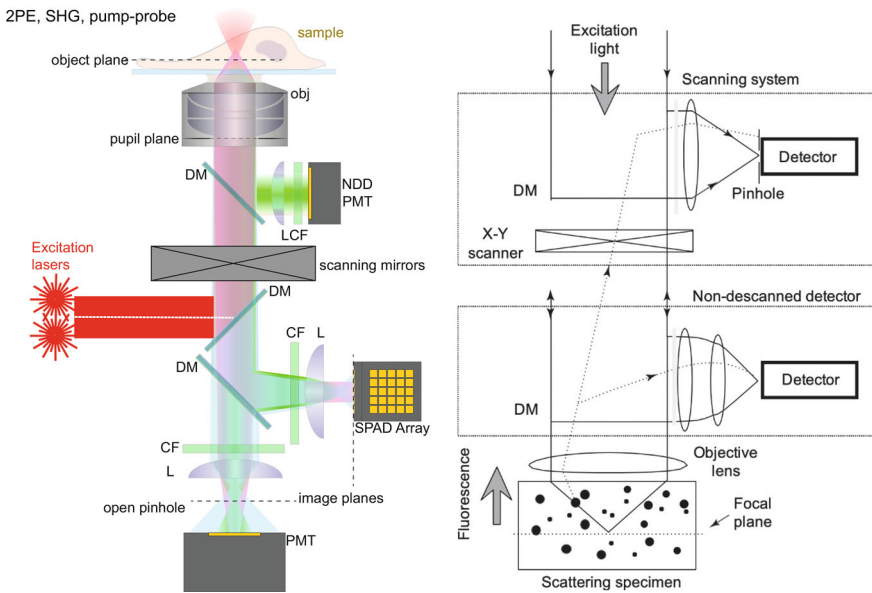 2PE, SHG, pump-probe
sample
object plane
obj
pupil plane
DM
NDD
PMT
LCF
Excitation
lasers
scanning mirrors
DM
DM
CF
L
SPAD Array
CF
L
open pinhole
image planes
PMT
Excitation
light
Scanning system
Detector
DM
Pinhole
X-Y
scanner
Non-descanned detector
Detector
DM
Objective
lens
Fluorescence
Focal
plane
Scattering specimen